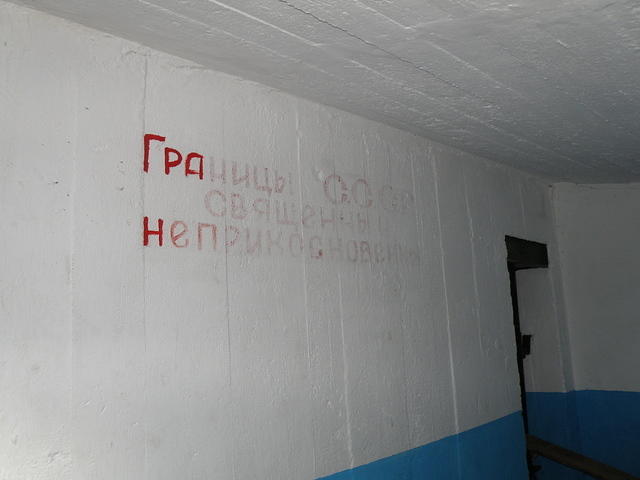 Границы СССР
священны
неприкосновенны